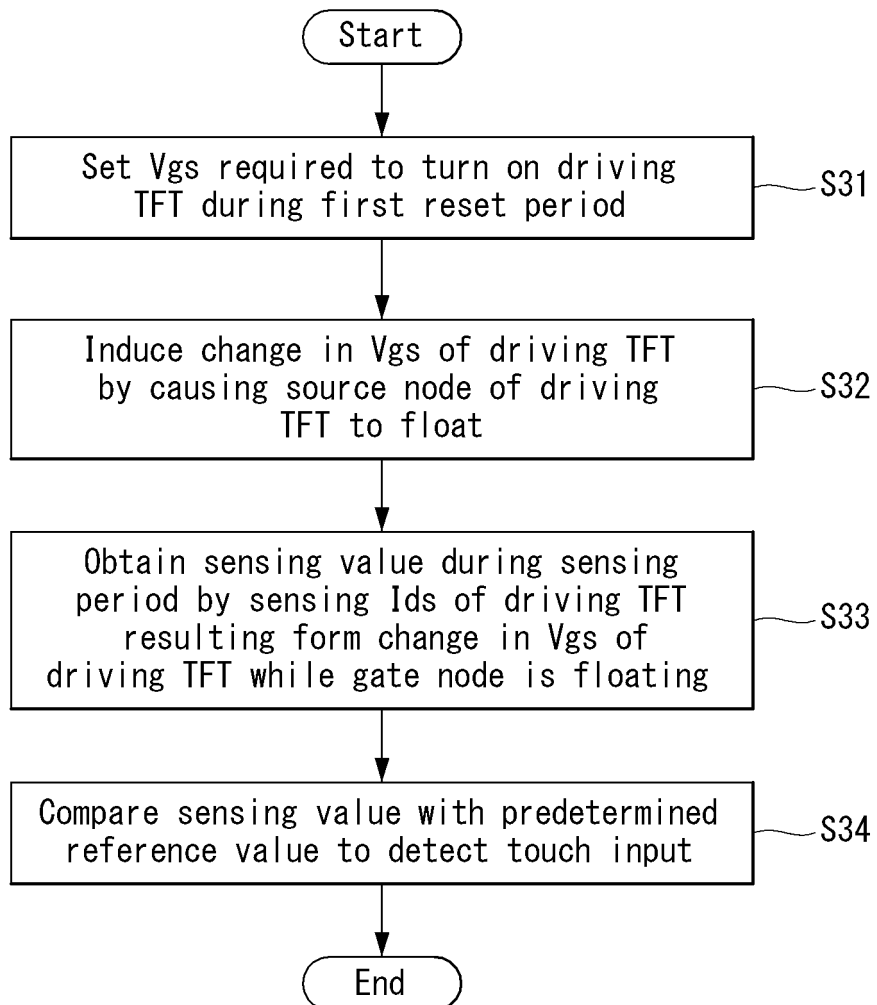 Start
Set Vgs required to turn on driving
TFT during first reset period
S31
Induce change in Vgs of driving TFT
by causing source node of driving
TFT to float
S32
Obtain sensing value during sensing
period by sensing Ids of driving TFT
resulting form change in Vgs of
driving TFT while gate node is floating
S33
Compare sensing value with predetermined
reference value to detect touch input
S34
End